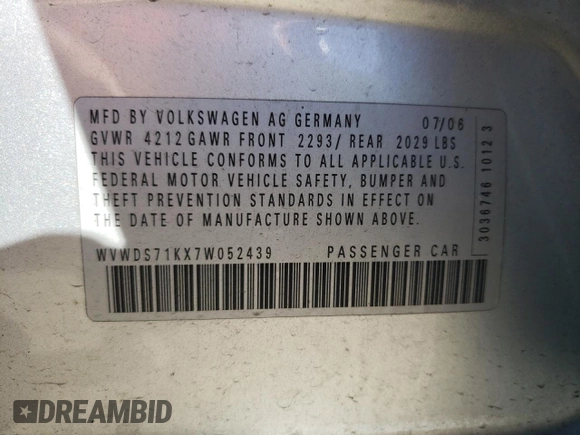 MFD BY VOLKSWAGEN AG GERMANY 07/06
GVWR 4212 GAWR FRONT 2293/ REAR 2029 LBS
THIS VEHICLE CONFORMS TO ALL APPLICABLE U.S.
FEDERAL MOTOR VEHICLE SAFETY, BUMPER AND
THEFT PREVENTION STANDARDS IN EFFECT ON
THE DATE OF MANUFACTURE SHOWN ABOVE.
WVWDS71KX7W052439 PASSENGER CAR
3036746 1012 3
DREAMBID